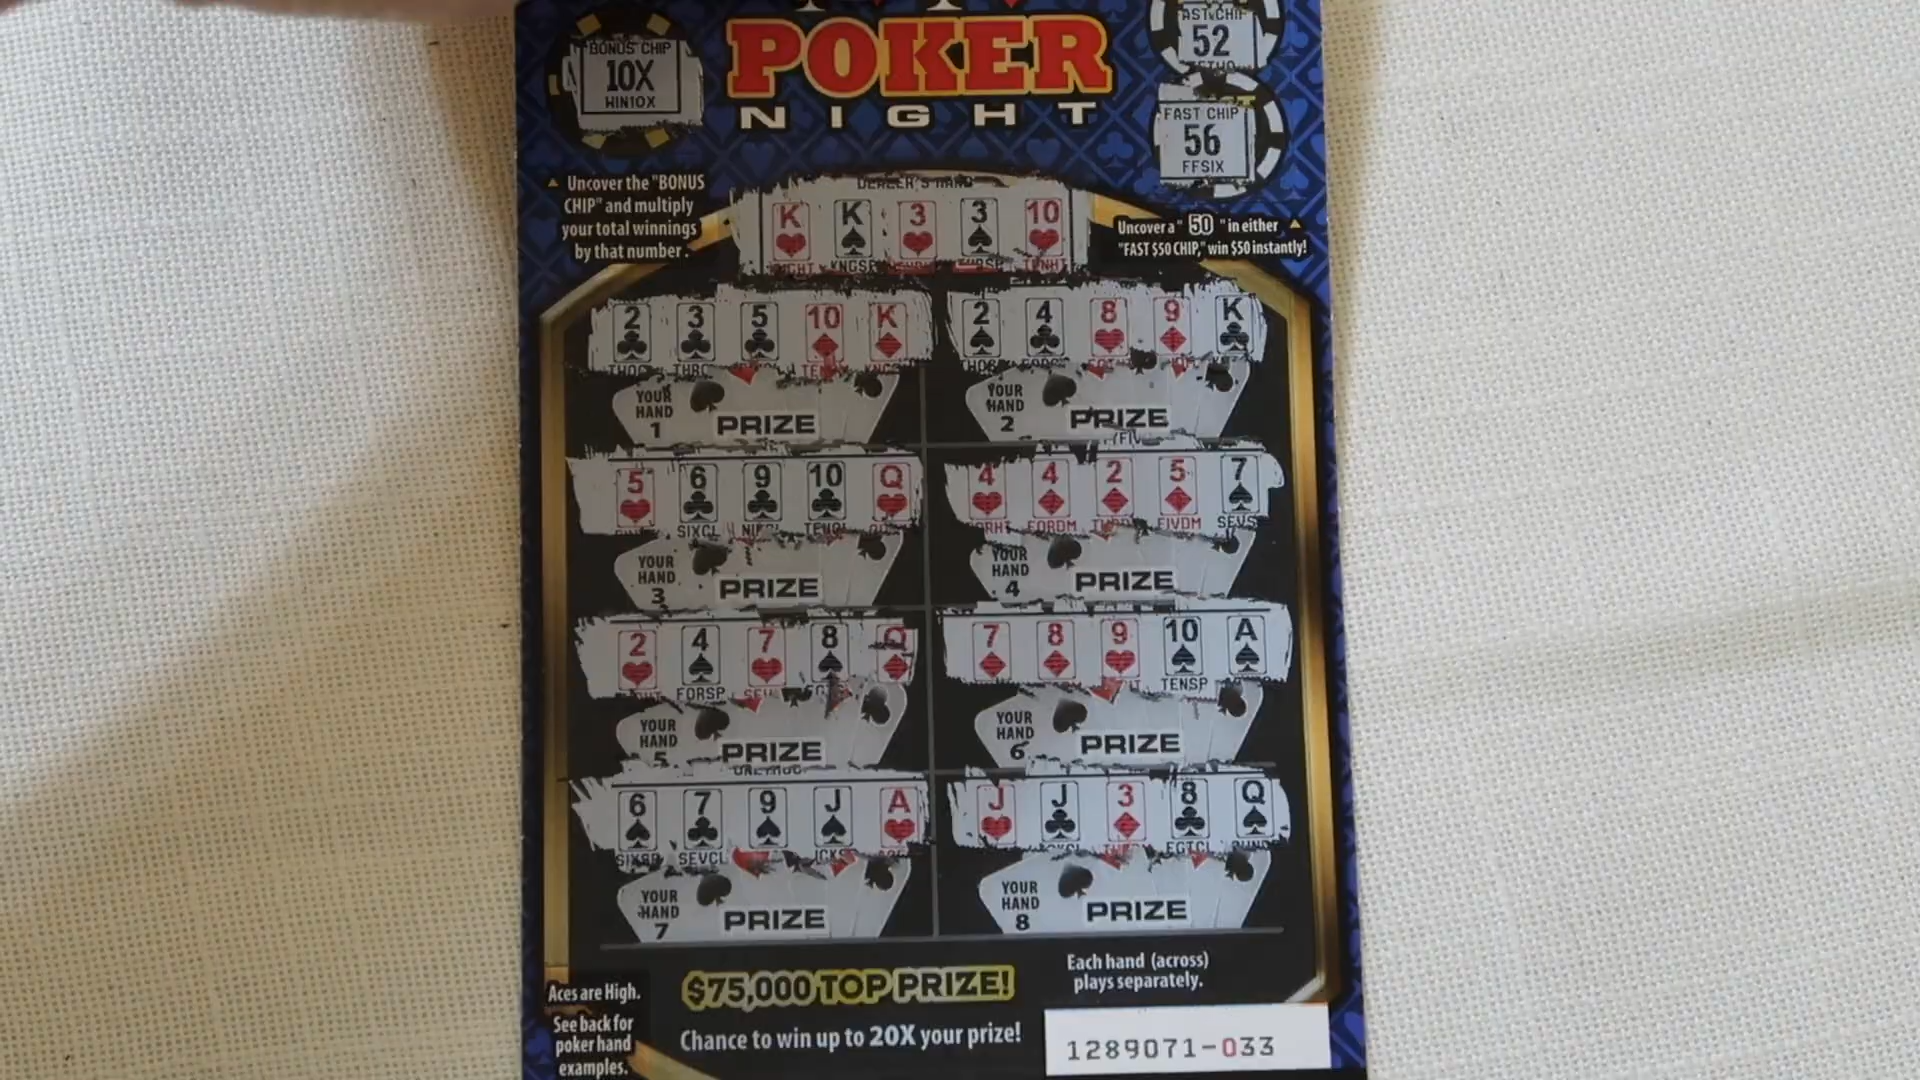 POKER
NIGHT
BONUS CHIP
10X
WIN10X
52
FAST CHIP
56
FFSIX
Uncover the "BONUS
CHIP" and multiply
your total winnings
by that number.
Uncover a "50" in either
"FAST $50 CHIP," win $50 instantly!
DEALER'S HAND
K K 3 3 10
KNGSP
2 3 5 10 K
2 4 8 9 K
YOUR
HAND
1
PRIZE
YOUR
HAND
2
PRIZE
5 6 9 10 Q
SIXCL
4 4 2 5 7
FORDM FIVDM
YOUR
HAND
3
PRIZE
YOUR
HAND
4
PRIZE
2 4 7 8 Q
FORSP
7 8 9 10 A
TENSP
YOUR
HAND
5
PRIZE
YOUR
HAND
6
PRIZE
6 7 9 J A
SIXSP SEVCL
J J 3 8 Q
EGTCL
YOUR
HAND
7
PRIZE
YOUR
HAND
8
PRIZE
Aces are High.
See back for
poker hand
examples.
$75,000 TOP PRIZE!
Chance to win up to 20X your prize!
Each hand (across)
plays separately.
1289071-033